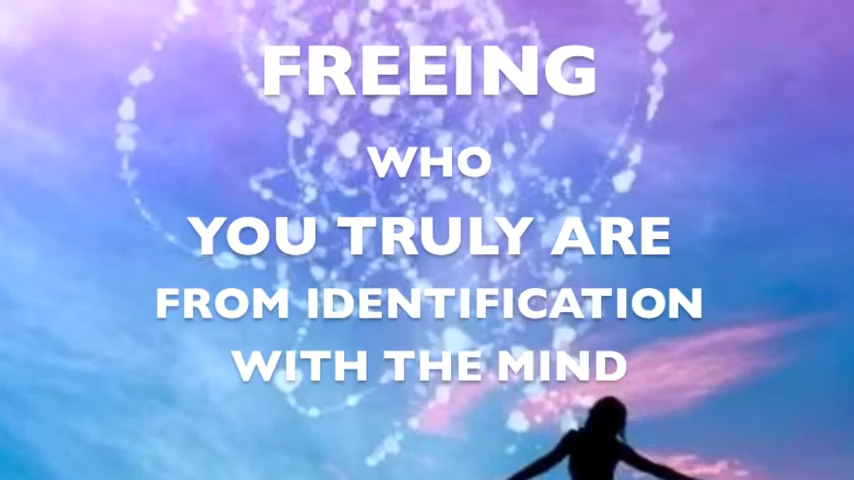 FREEING
WHO
YOU TRULY ARE
FROM IDENTIFICATION
WITH THE MIND